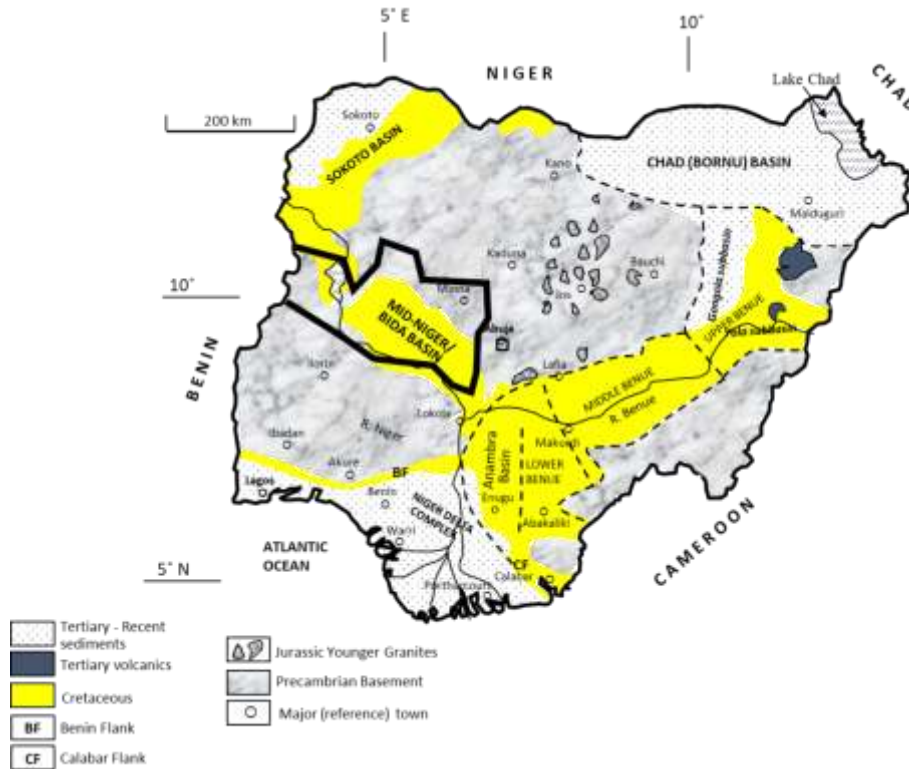 5° E
10°
NIGER
CHAD
Lake Chad
200 km
Sokoto
SOKOTO BASIN
CHAD (BORNU) BASIN
Kano
Maiduguri
Kaduna
Bauchi
Jos
Gongola subbasin
10°
Minna
Abuja
MID-NIGER/
BIDA BASIN
UPPER BENUE
Yola subbasin
BENIN
Ilorin
Lafia
MIDDLE BENUE
R. Benue
Lokoja
R. Niger
Makurdi
Ibadan
Anambra
Basin
LOWER
BENUE
Akure
BF
Lagos
Benin
Enugu
Abakaliki
NIGER DELTA
COMPLEX
Warri
ATLANTIC
OCEAN
CAMEROON
CF
Calabar
5° N
Portharcourt
Tertiary - Recent
sediments
Tertiary volcanics
Cretaceous
BF Benin Flank
CF Calabar Flank
Jurassic Younger Granites
Precambrian Basement
Major (reference) town